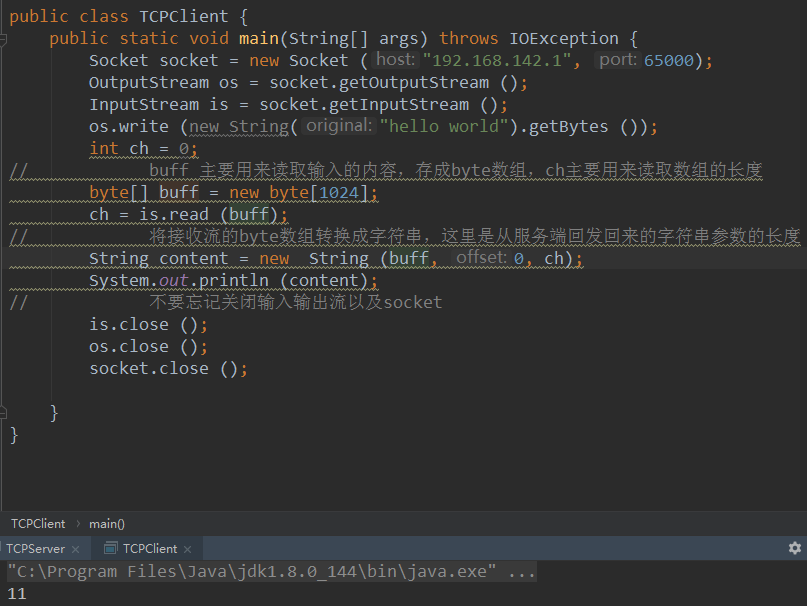 public class TCPClient {
    public static void main(String[] args) throws IOException {
        Socket socket = new Socket ( host: "192.168.142.1", port: 65000);
        OutputStream os = socket.getOutputStream ();
        InputStream is = socket.getInputStream ();
        os.write (new String( original: "hello world").getBytes ());
        int ch = 0;
//            buff 主要用来读取输入的内容，存成byte数组，ch主要用来读取数组的长度
        byte[] buff = new byte[1024];
        ch = is.read (buff);
//            将接收流的byte数组转换成字符串，这里是从服务端回发回来的字符串参数的长度
        String content = new  String (buff, offset: 0, ch);
        System.out.println (content);
//            不要忘记关闭输入输出流以及socket
        is.close ();
        os.close ();
        socket.close ();
    }
}
TCPClient › main()
TCPServer × TCPClient ×
"C:\Program Files\Java\jdk1.8.0_144\bin\java.exe" ...
11